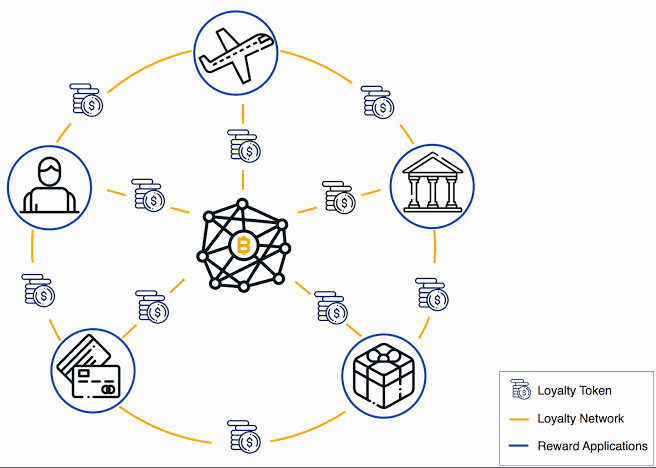 Loyalty Token
Loyalty Network
Reward Applications